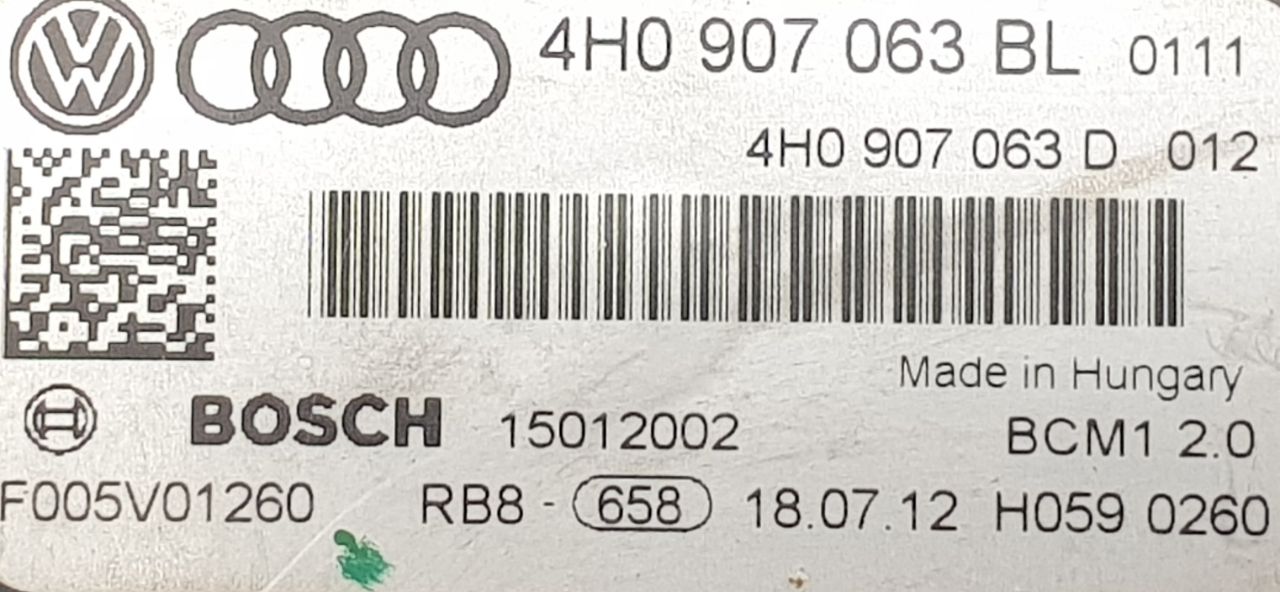 4H0 907 063 BL 0111
4H0 907 063 D 012
Made in Hungary
BOSCH 15012002 BCM1 2.0
F005V01260 RB8 - 658 18.07.12 H059 0260